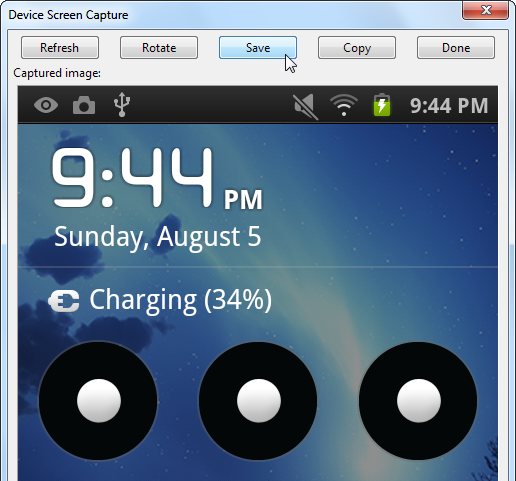 Device Screen Capture
Refresh Rotate Save Copy Done
Captured image:
9:44 PM
9:44 PM
Sunday, August 5
Charging (34%)